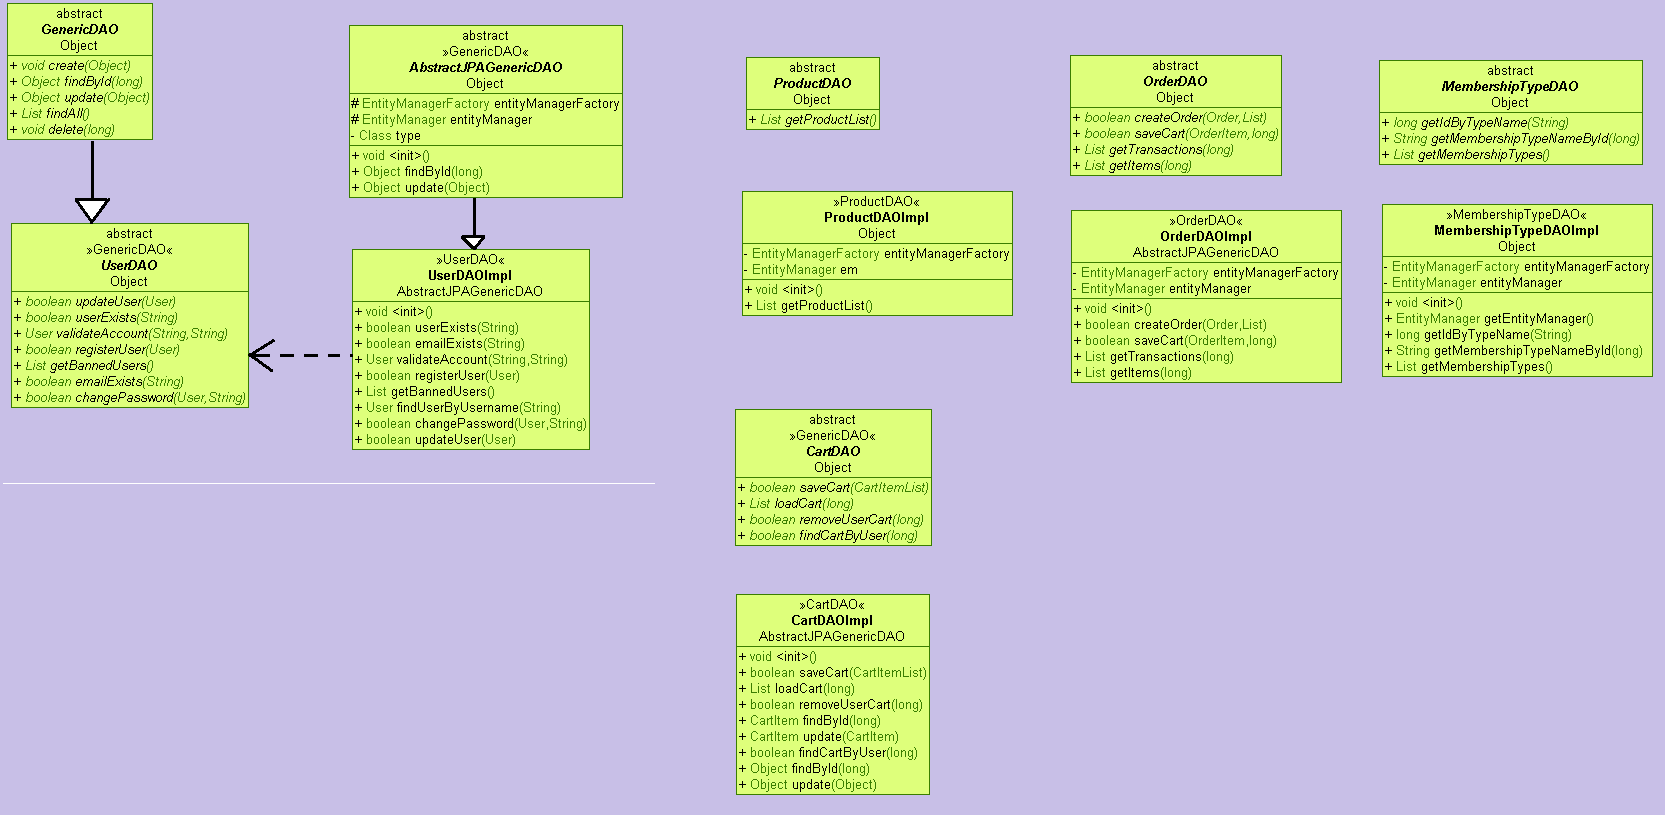 abstract
GenericDAO
Object
+ void create(Object)
+ Object findById(long)
+ Object update(Object)
+ List findAll()
+ void delete(long)
abstract
»GenericDAO«
UserDAO
Object
+ boolean updateUser(User)
+ boolean userExists(String)
+ User validateAccount(String,String)
+ boolean registerUser(User)
+ List getBannedUsers()
+ boolean emailExists(String)
+ boolean changePassword(User,String)
abstract
»GenericDAO«
AbstractJPAGenericDAO
Object
# EntityManagerFactory entityManagerFactory
# EntityManager entityManager
- Class type
+ void <init>()
+ Object findById(long)
+ Object update(Object)
»UserDAO«
UserDAOImpl
AbstractJPAGenericDAO
+ void <init>()
+ boolean userExists(String)
+ boolean emailExists(String)
+ User validateAccount(String,String)
+ boolean registerUser(User)
+ List getBannedUsers()
+ User findUserByUsername(String)
+ boolean changePassword(User,String)
+ boolean updateUser(User)
abstract
ProductDAO
Object
+ List getProductList()
»ProductDAO«
ProductDAOImpl
Object
- EntityManagerFactory entityManagerFactory
- EntityManager em
+ void <init>()
+ List getProductList()
abstract
»GenericDAO«
CartDAO
Object
+ boolean saveCart(CartItemList)
+ List loadCart(long)
+ boolean removeUserCart(long)
+ boolean findCartByUser(long)
»CartDAO«
CartDAOImpl
AbstractJPAGenericDAO
+ void <init>()
+ boolean saveCart(CartItemList)
+ List loadCart(long)
+ boolean removeUserCart(long)
+ CartItem findById(long)
+ CartItem update(CartItem)
+ boolean findCartByUser(long)
+ Object findById(long)
+ Object update(Object)
abstract
OrderDAO
Object
+ boolean createOrder(Order,List)
+ boolean saveCart(OrderItem,long)
+ List getTransactions(long)
+ List getItems(long)
»OrderDAO«
OrderDAOImpl
AbstractJPAGenericDAO
- EntityManagerFactory entityManagerFactory
- EntityManager entityManager
+ void <init>()
+ boolean createOrder(Order,List)
+ boolean saveCart(OrderItem,long)
+ List getTransactions(long)
+ List getItems(long)
abstract
MembershipTypeDAO
Object
+ long getIdByTypeName(String)
+ String getMembershipTypeNameById(long)
+ List getMembershipTypes()
»MembershipTypeDAO«
MembershipTypeDAOImpl
Object
- EntityManagerFactory entityManagerFactory
- EntityManager entityManager
+ void <init>()
+ EntityManager getEntityManager()
+ long getIdByTypeName(String)
+ String getMembershipTypeNameById(long)
+ List getMembershipTypes()